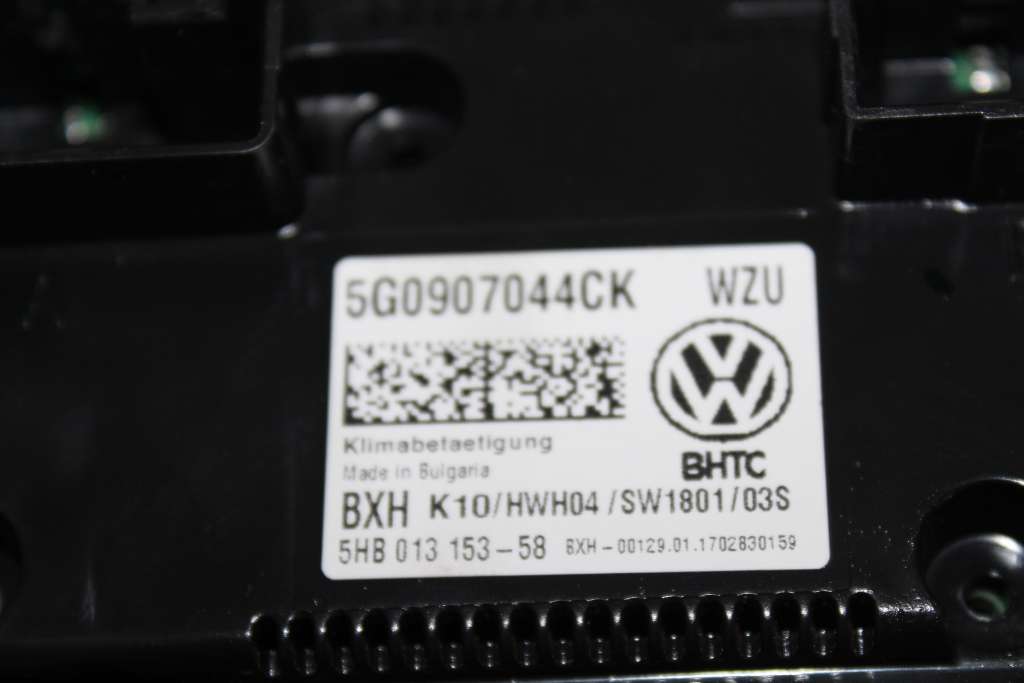 5G0907044CK WZU
Klimabetaetigung
Made in Bulgaria
BHTC
BXH K10/HWH04/SW1801/03S
5HB 013 153-58 BXH-00129.01.1702830159